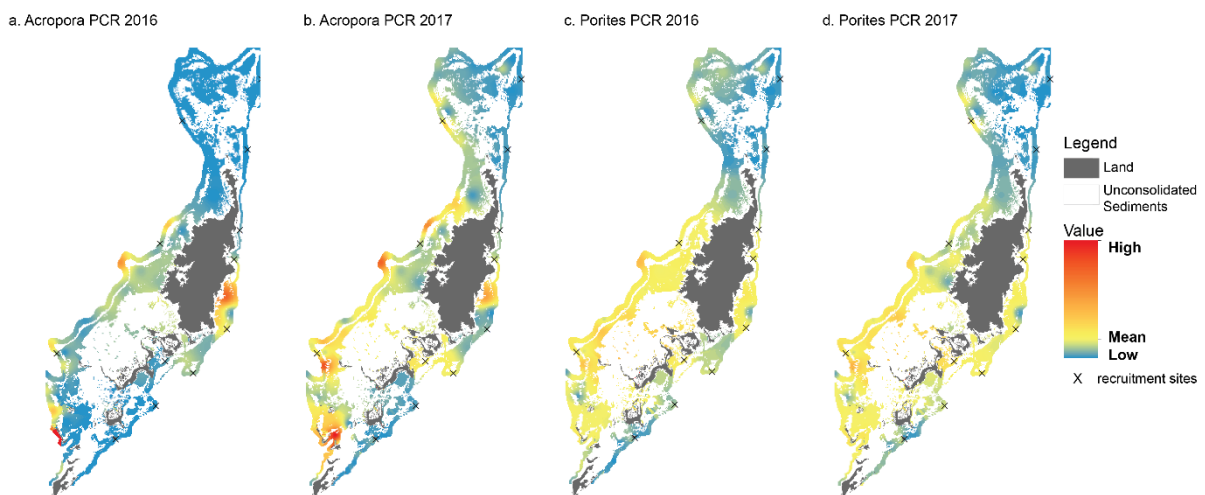 a. Acropora PCR 2016
b. Acropora PCR 2017
c. Porites PCR 2016
d. Porites PCR 2017
Legend
Land
Unconsolidated
Sediments
Value
High
Mean
Low
X recruitment sites